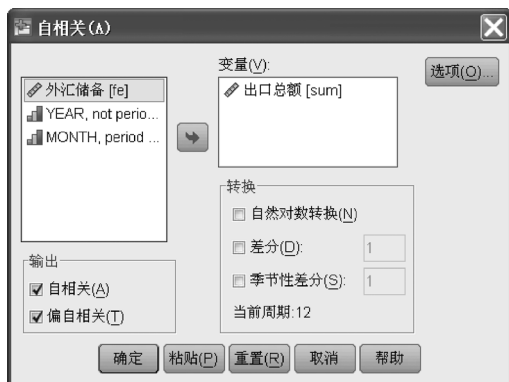 自相关(A)
变量(V):
外汇储备 [fe]
YEAR, not perio...
MONTH, period ...
出口总额 [sum]
选项(O)...
转换
自然对数转换(N)
差分(D): 1
季节性差分(S): 1
当前周期:12
输出
自相关(A)
偏自相关(T)
确定 粘贴(P) 重置(R) 取消 帮助